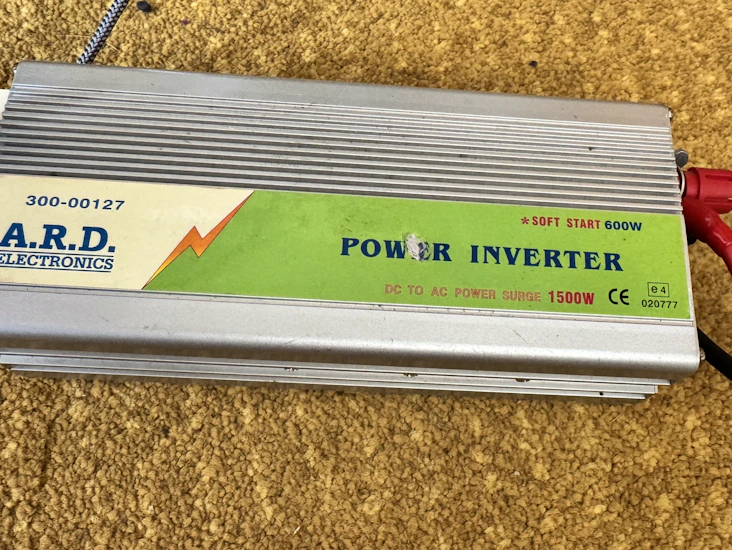 300-00127
A.R.D.
ELECTRONICS
*SOFT START 600W
POWER INVERTER
DC TO AC POWER SURGE 1500W CE e4
020777